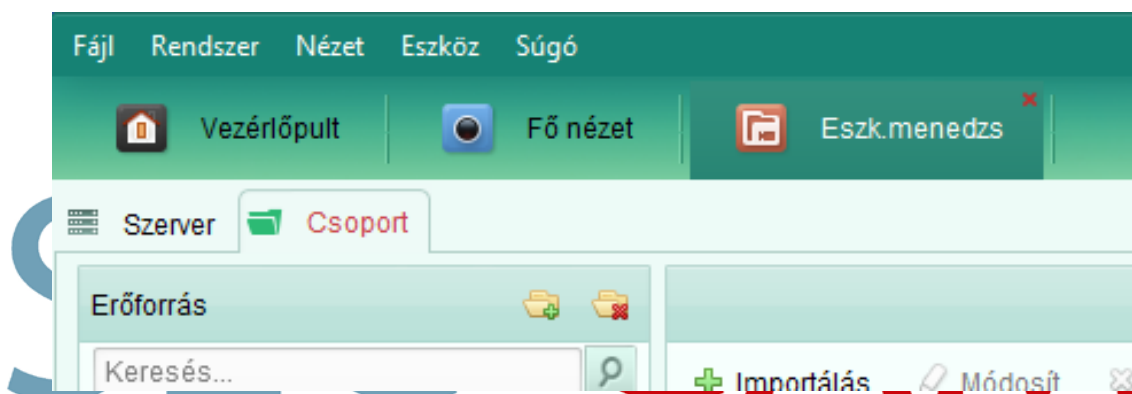 Fájl Rendszer Nézet Eszköz Súgó
Vezérlőpult Fő nézet Eszk.menedzs
Szerver Csoport
Erőforrás
Keresés...
Importálás Módosít